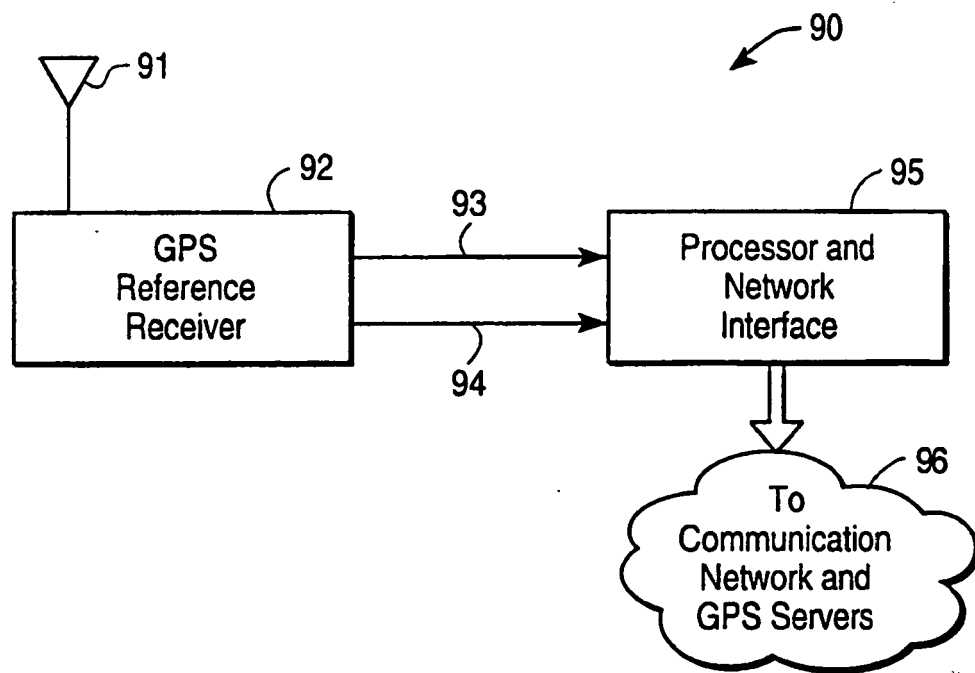 90
91
92
93
95
GPS
Reference
Receiver
Processor and
Network
Interface
94
96
To
Communication
Network and
GPS Servers